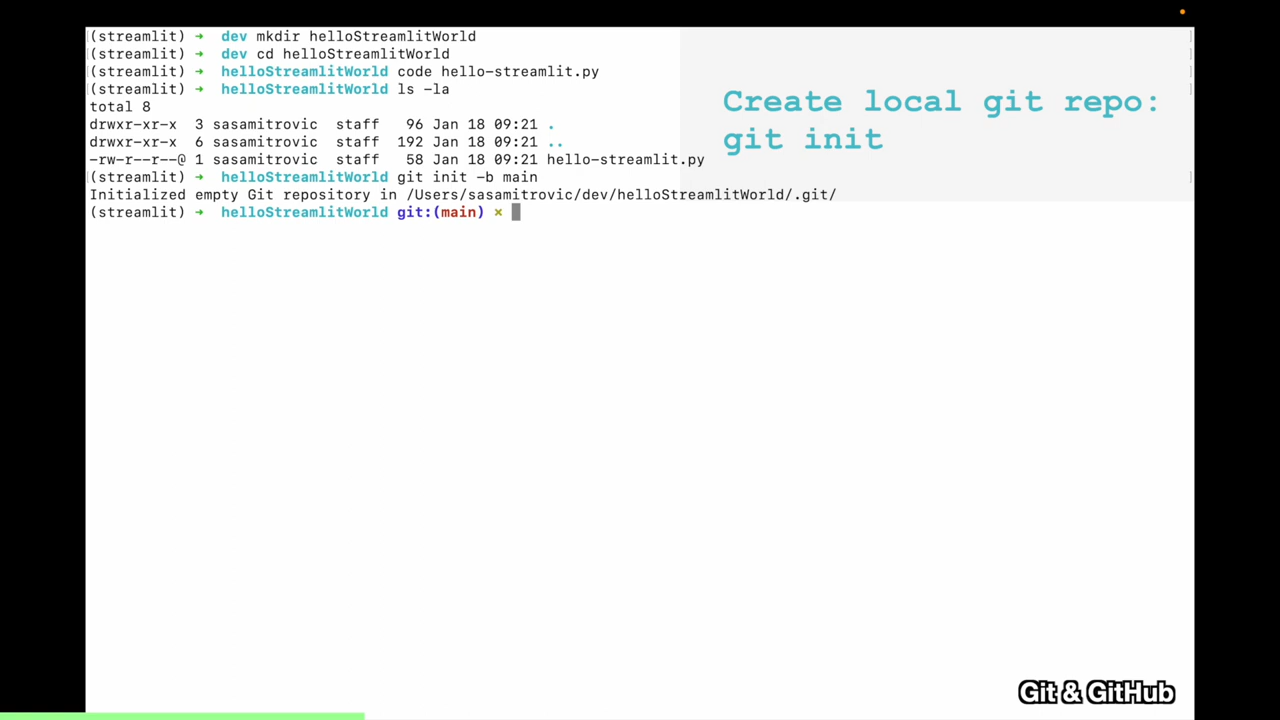 (streamlit) ➜  dev mkdir helloStreamlitWorld
(streamlit) ➜  dev cd helloStreamlitWorld
(streamlit) ➜  helloStreamlitWorld code hello-streamlit.py
(streamlit) ➜  helloStreamlitWorld ls -la
total 8
drwxr-xr-x  3 sasamitrovic  staff   96 Jan 18 09:21 .
drwxr-xr-x  6 sasamitrovic  staff  192 Jan 18 09:21 ..
-rw-r--r--@ 1 sasamitrovic  staff   58 Jan 18 09:21 hello-streamlit.py
(streamlit) ➜  helloStreamlitWorld git init -b main
Initialized empty Git repository in /Users/sasamitrovic/dev/helloStreamlitWorld/.git/
(streamlit) ➜  helloStreamlitWorld git:(main) ✗
Create local git repo:
git init
Git & GitHub